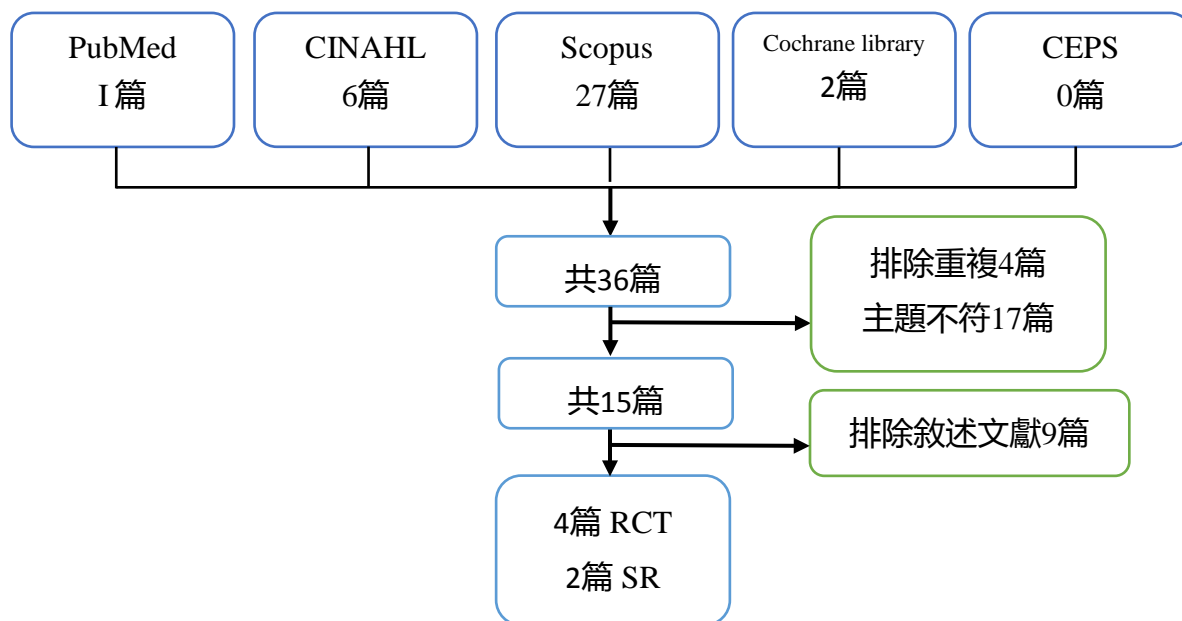 PubMed
I 篇
CINAHL
6篇
Scopus
27篇
Cochrane library
2篇
CEPS
0篇
共36篇
排除重複4篇
主題不符17篇
共15篇
排除敘述文獻9篇
4篇 RCT
2篇 SR